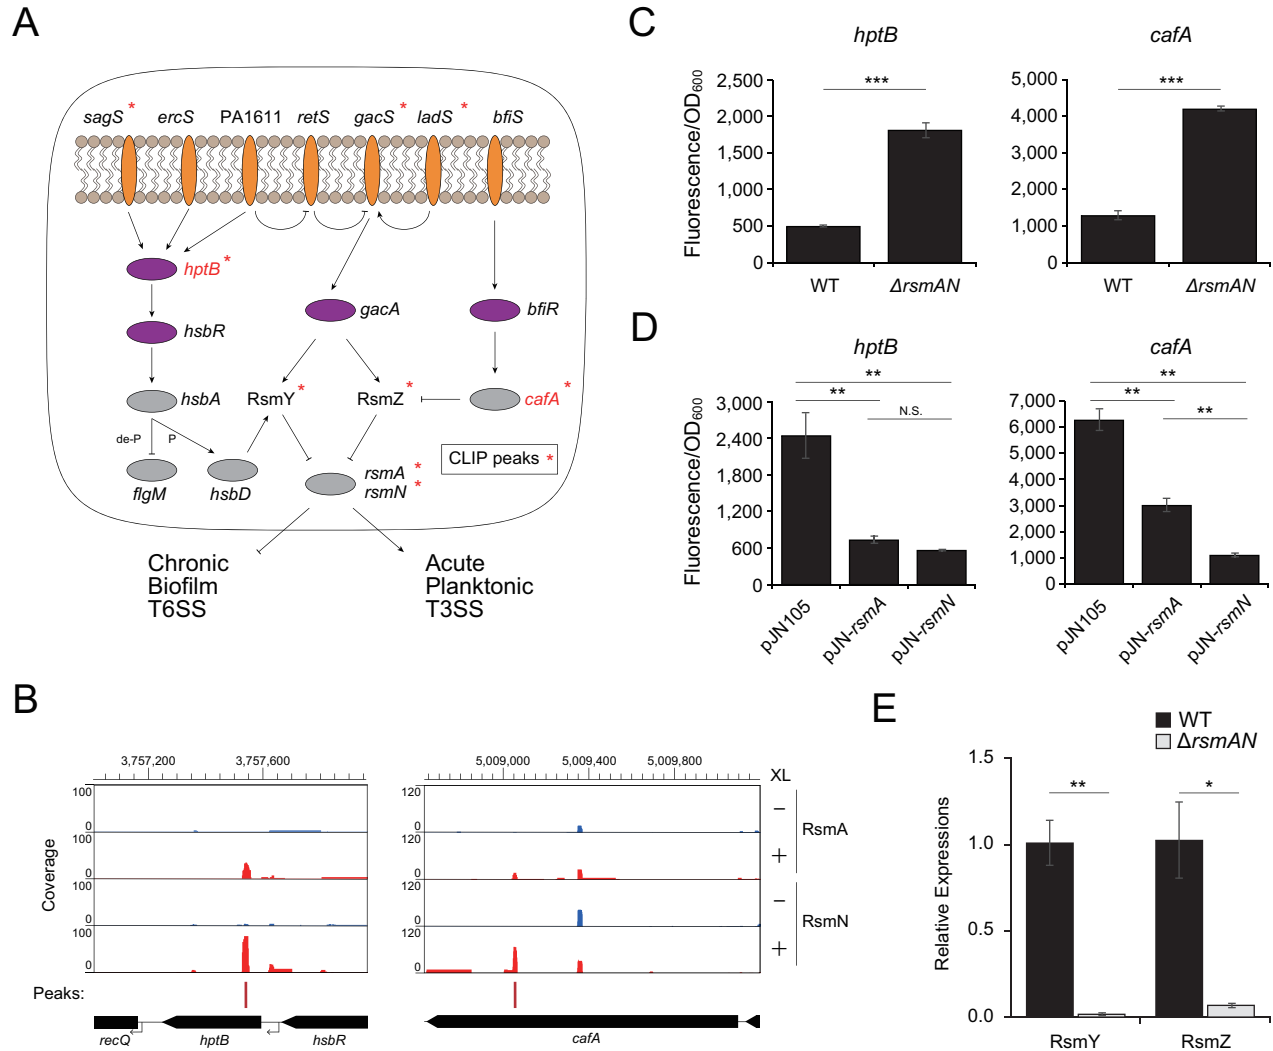 A
sagS * ercS PA1611 retS gacS * ladS * bfiS
hptB *
hsbR
gacA
bfiR
hsbA
RsmY *
RsmZ *
cafA *
de-P P
flgM
hsbD
rsmA *
rsmN *
CLIP peaks *
Chronic
Biofilm
T6SS
Acute
Planktonic
T3SS
B
3,757,200 3,757,600
5,009,000 5,009,400 5,009,800
XL
Coverage
100
0
100
0
100
0
100
0
120
0
120
0
120
0
120
0
−
+
−
+
RsmA
RsmN
Peaks:
recQ hptB hsbR
cafA
C
hptB
Fluorescence/OD600
2,500
2,000
1,500
1,000
500
0
***
WT ΔrsmAN
cafA
5,000
4,000
3,000
2,000
1,000
0
***
WT ΔrsmAN
D
hptB
Fluorescence/OD600
3,000
2,400
1,800
1,200
600
0
**
**
N.S.
pJN105
pJN-rsmA
pJN-rsmN
cafA
7,000
6,000
5,000
4,000
3,000
2,000
1,000
0
**
**
**
pJN105
pJN-rsmA
pJN-rsmN
E
WT
ΔrsmAN
Relative Expressions
1.5
1.0
0.5
0.0
**
*
RsmY RsmZ